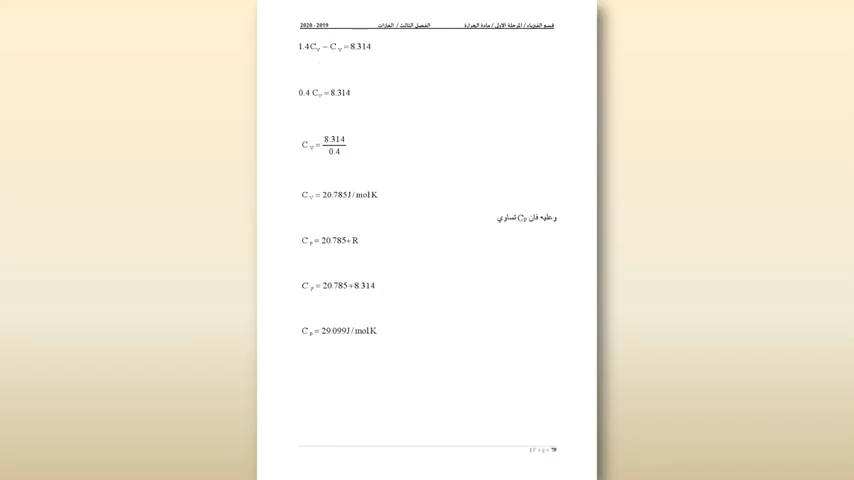 قسم الفيزياء/ المرحلة الاولى/ مادة الحرارة الفصل الثالث/ الغازات 2019 - 2020
1.4C_V − C_V = 8.314
0.4 C_V = 8.314
C_V = 8.314 / 0.4
C_V = 20.785J/mol.K
وعليه فان C_P تساوي
C_p = 20.785+R
C_p = 20.785+8.314
C_p = 29.099J/mol.K